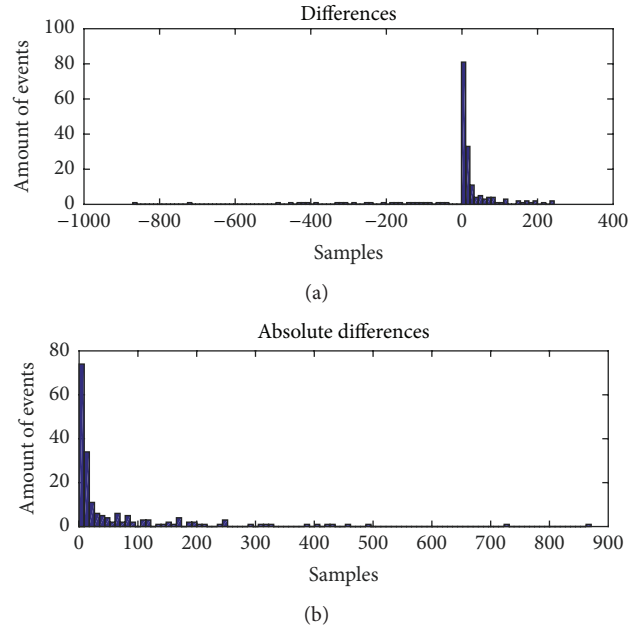 Differences
100
80
60
40
20
0
Amount of events
−1000 −800 −600 −400 −200 0 200 400
Samples
(a)
Absolute differences
80
60
40
20
0
Amount of events
0 100 200 300 400 500 600 700 800 900
Samples
(b)